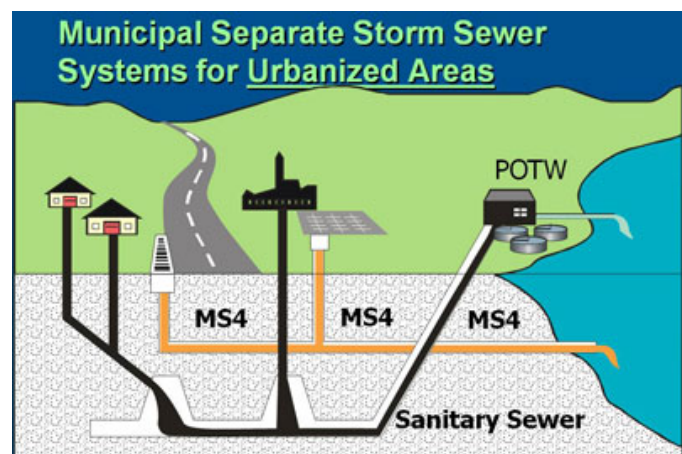 Municipal Separate Storm Sewer
Systems for Urbanized Areas
POTW
MS4 MS4 MS4
Sanitary Sewer